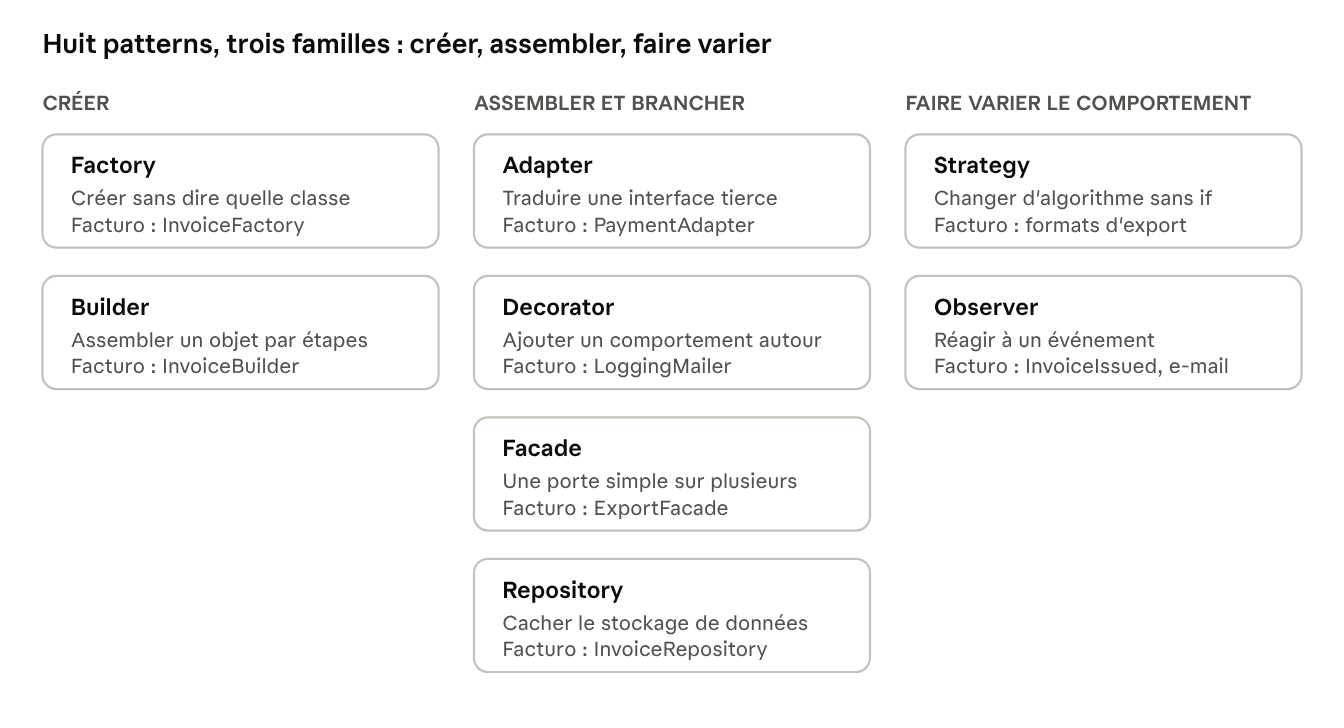 Huit patterns, trois familles : créer, assembler, faire varier
CRÉER
Factory
Créer sans dire quelle classe
Facturo : InvoiceFactory
Builder
Assembler un objet par étapes
Facturo : InvoiceBuilder
ASSEMBLER ET BRANCHER
Adapter
Traduire une interface tierce
Facturo : PaymentAdapter
Decorator
Ajouter un comportement autour
Facturo : LoggingMailer
Facade
Une porte simple sur plusieurs
Facturo : ExportFacade
Repository
Cacher le stockage de données
Facturo : InvoiceRepository
FAIRE VARIER LE COMPORTEMENT
Strategy
Changer d'algorithme sans if
Facturo : formats d'export
Observer
Réagir à un événement
Facturo : InvoiceIssued, e-mail